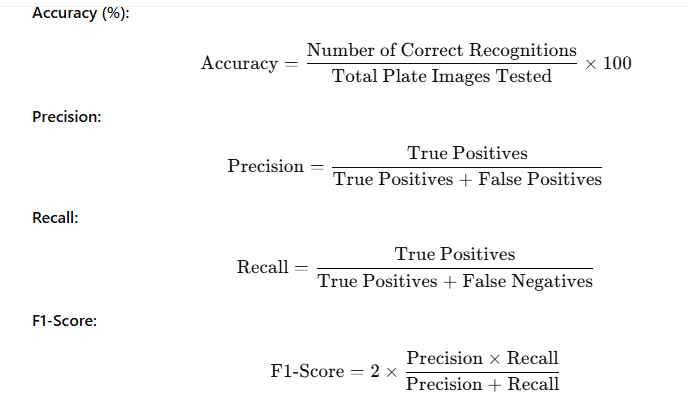 Accuracy (%):
Accuracy = Number of Correct Recognitions / Total Plate Images Tested × 100
Precision:
Precision = True Positives / True Positives + False Positives
Recall:
Recall = True Positives / True Positives + False Negatives
F1-Score:
F1-Score = 2 × Precision × Recall / Precision + Recall